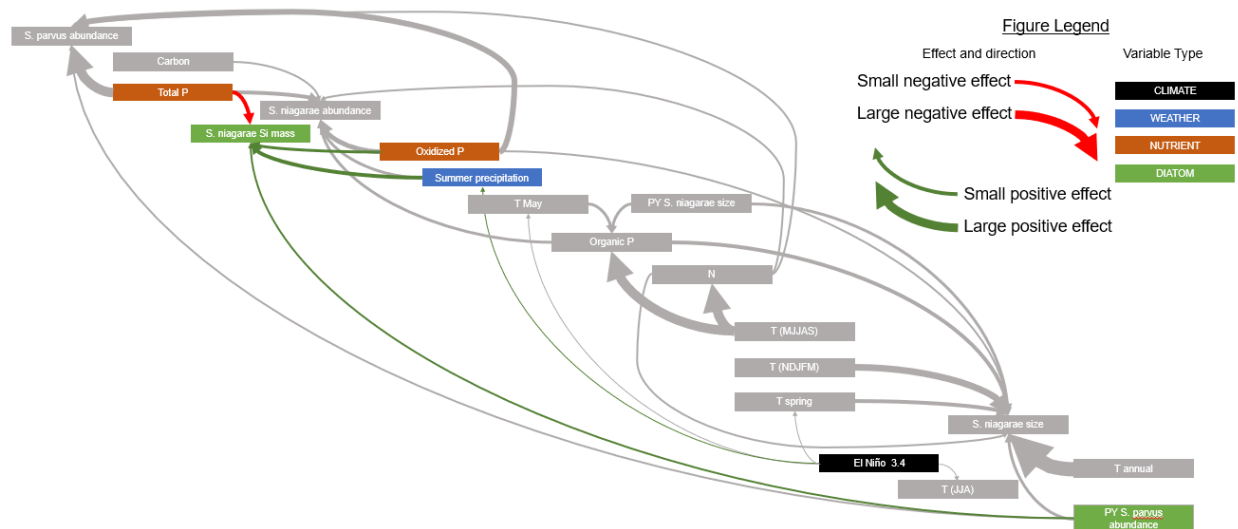 Figure Legend
Effect and direction
Variable Type
Small negative effect
Large negative effect
Small positive effect
Large positive effect
CLIMATE
WEATHER
NUTRIENT
DIATOM
S. parvus abundance
Carbon
Total P
S. niagarae abundance
S. niagarae Si mass
Oxidized P
Summer precipitation
T May
PY S. niagarae size
Organic P
N
T (MJJAS)
T (NDJFM)
T spring
S. niagarae size
El Niño 3.4
T annual
T (JJA)
PY S. parvus
abundance